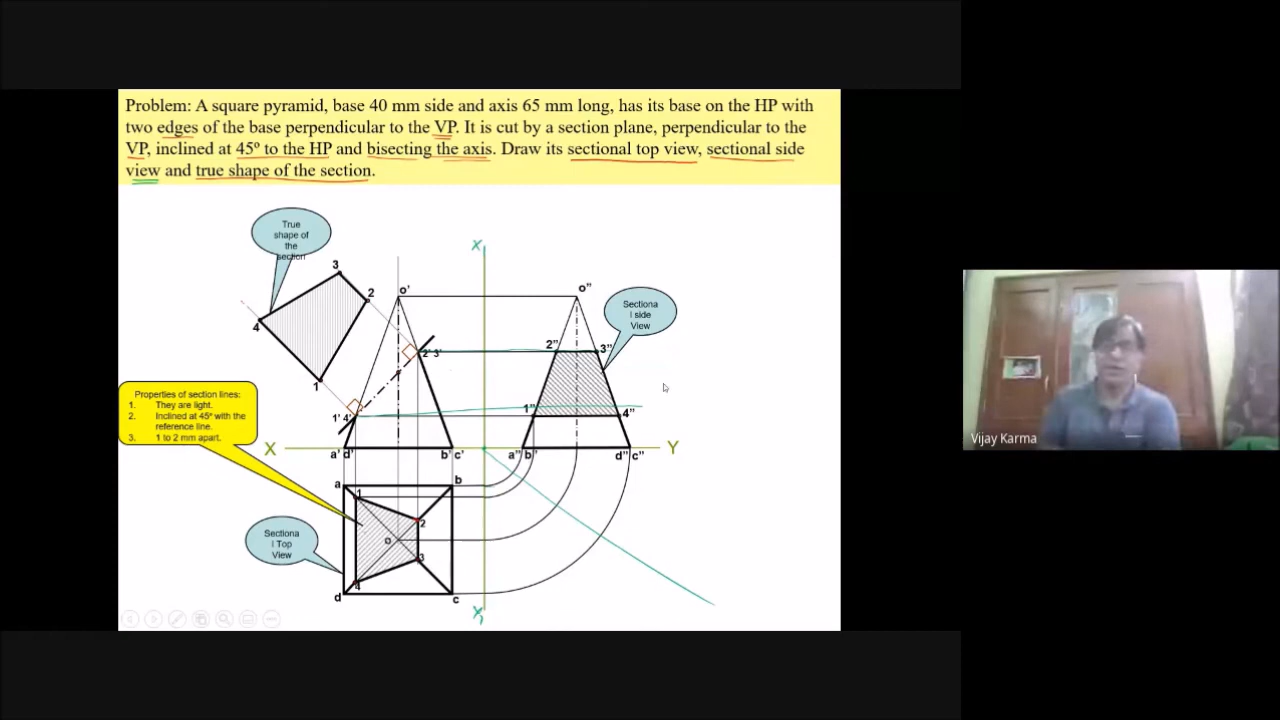 Problem: A square pyramid, base 40 mm side and axis 65 mm long, has its base on the HP with
two edges of the base perpendicular to the VP. It is cut by a section plane, perpendicular to the
VP, inclined at 45º to the HP and bisecting the axis. Draw its sectional top view, sectional side
view and true shape of the section.
True
shape of
the
section
X
3
2
4
1
o'
o"
Sectiona
l side
View
2' 3'
2"
3"
Properties of section lines:
1. They are light.
2. Inclined at 45º with the
reference line.
3. 1 to 2 mm apart.
1' 4'
1"
4"
X
a' d'
b' c'
a" b"
d" c"
Y
a
b
1
2
o
3
4
d
c
Sectiona
l Top
View
X₁
Vijay Karma